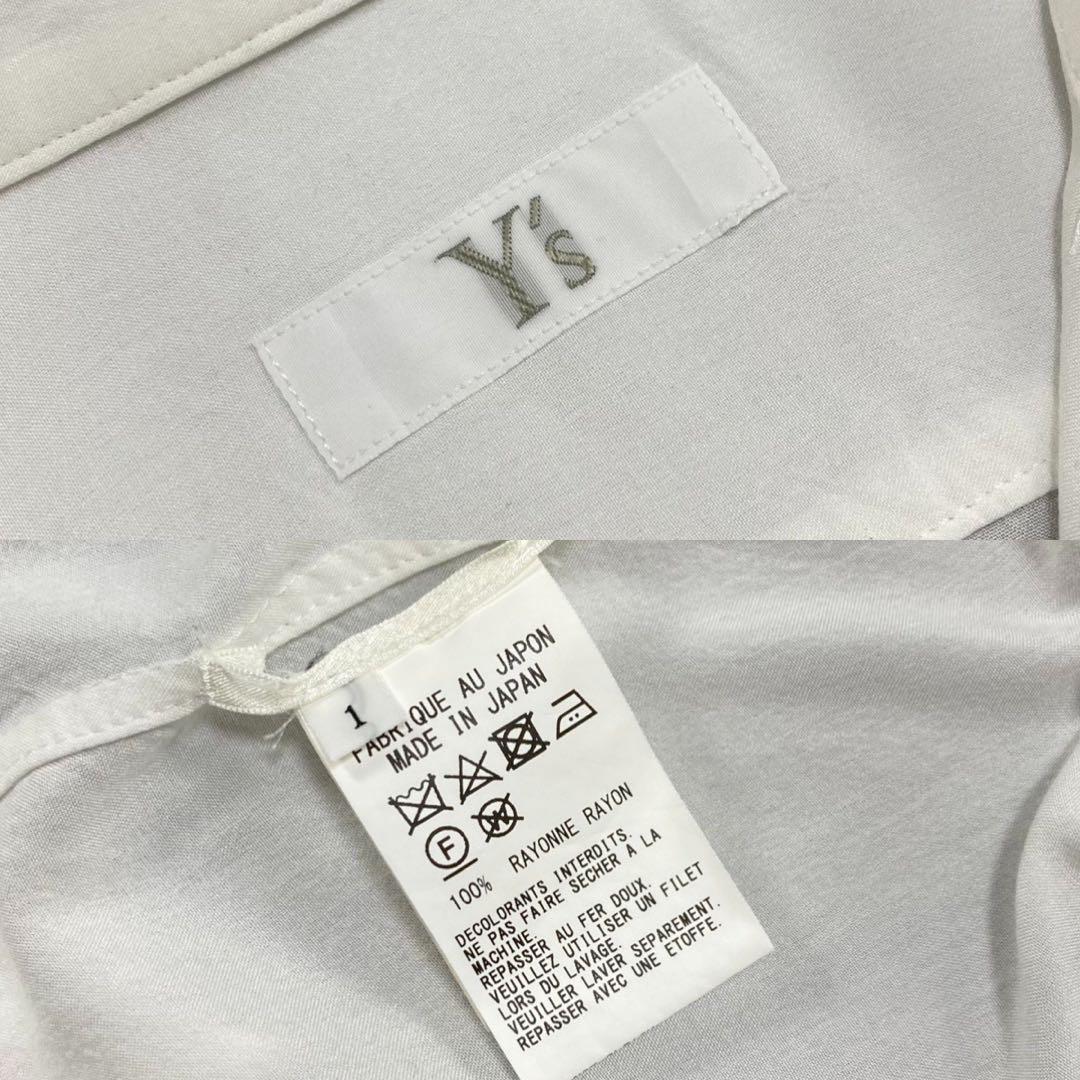 Y's
1
FABRIQUE AU JAPON
MADE IN JAPAN
F
W
100% RAYONNE RAYON
DECOLORANTS INTERDITS.
NE PAS FAIRE SECHER À LA
MACHINE.
REPASSER AU FER DOUX.
VEUILLEZ UTILISER UN FILET
LORS DU LAVAGE.
VEUILLER LAVER SEPAREMENT.
REPASSER AVEC UNE ETOFFE.